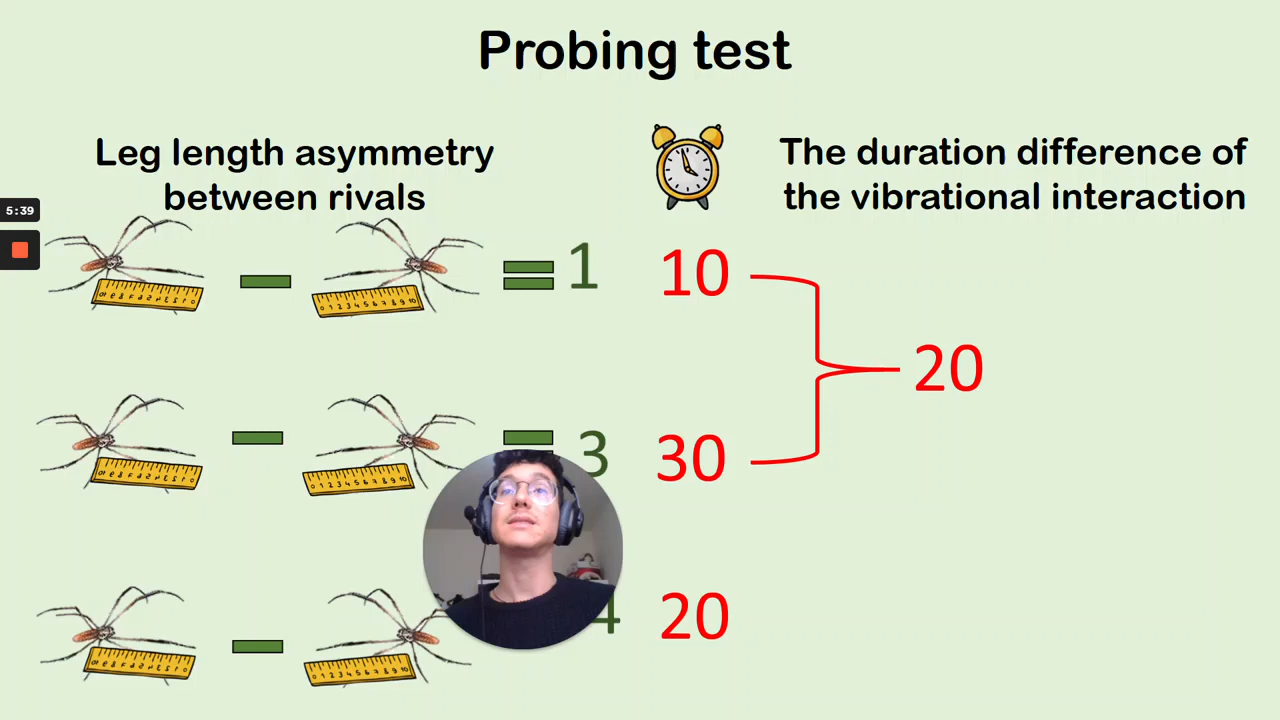 Probing test
Leg length asymmetry
between rivals
The duration difference of
the vibrational interaction
5:39
1
10
20
3
30
4
20